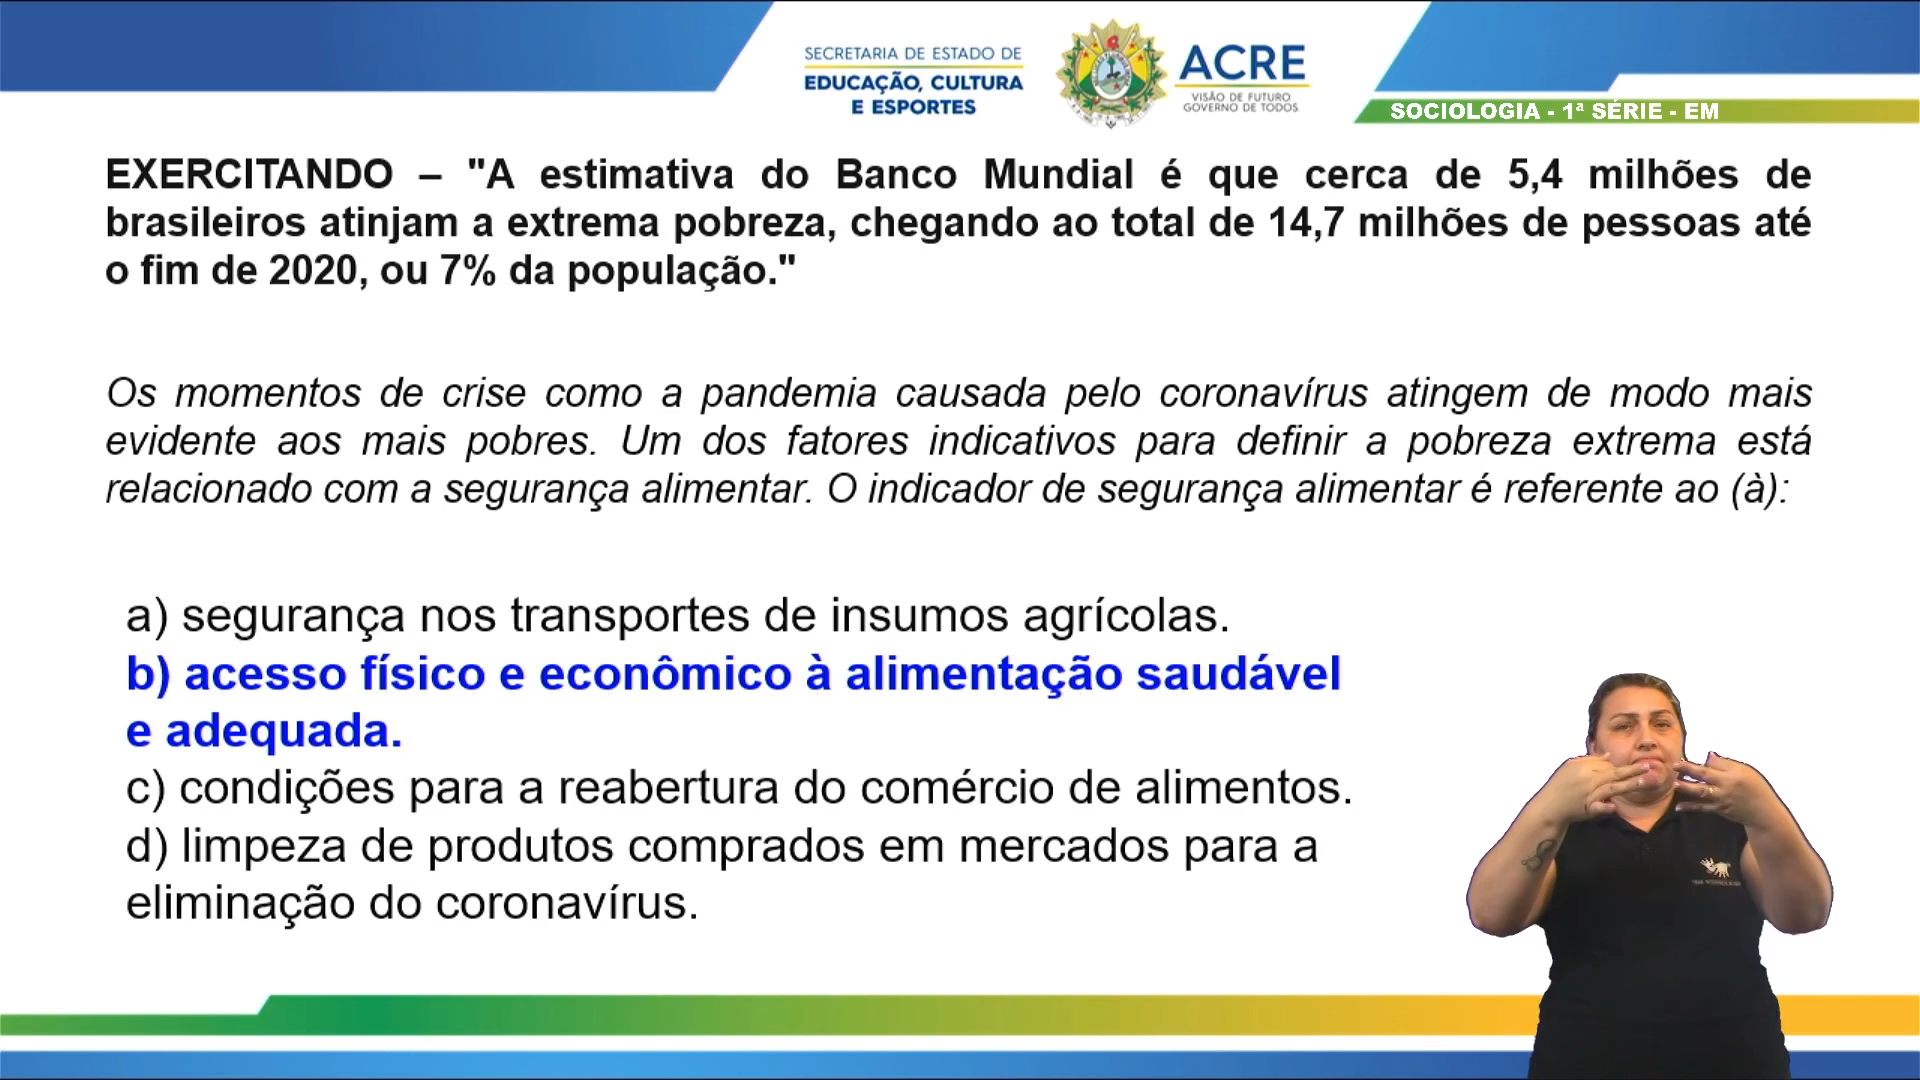 SECRETARIA DE ESTADO DE
EDUCAÇÃO, CULTURA
E ESPORTES
ACRE
VISÃO DE FUTURO
GOVERNO DE TODOS
SOCIOLOGIA - 1ª SÉRIE - EM
EXERCITANDO – "A estimativa do Banco Mundial é que cerca de 5,4 milhões de
brasileiros atinjam a extrema pobreza, chegando ao total de 14,7 milhões de pessoas até
o fim de 2020, ou 7% da população."
Os momentos de crise como a pandemia causada pelo coronavírus atingem de modo mais
evidente aos mais pobres. Um dos fatores indicativos para definir a pobreza extrema está
relacionado com a segurança alimentar. O indicador de segurança alimentar é referente ao (à):
a) segurança nos transportes de insumos agrícolas.
b) acesso físico e econômico à alimentação saudável
e adequada.
c) condições para a reabertura do comércio de alimentos.
d) limpeza de produtos comprados em mercados para a
eliminação do coronavírus.